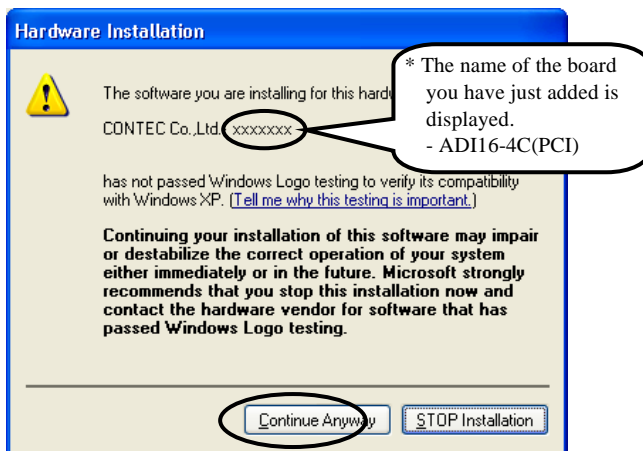 Hardware Installation
The software you are installing for this hard
CONTEC Co.,Ltd. xxxxxxx
* The name of the board
you have just added is
displayed.
- ADI16-4C(PCI)
has not passed Windows Logo testing to verify its compatibility
with Windows XP. (Tell me why this testing is important.)
Continuing your installation of this software may impair
or destabilize the correct operation of your system
either immediately or in the future. Microsoft strongly
recommends that you stop this installation now and
contact the hardware vendor for software that has
passed Windows Logo testing.
Continue Anyway
STOP Installation